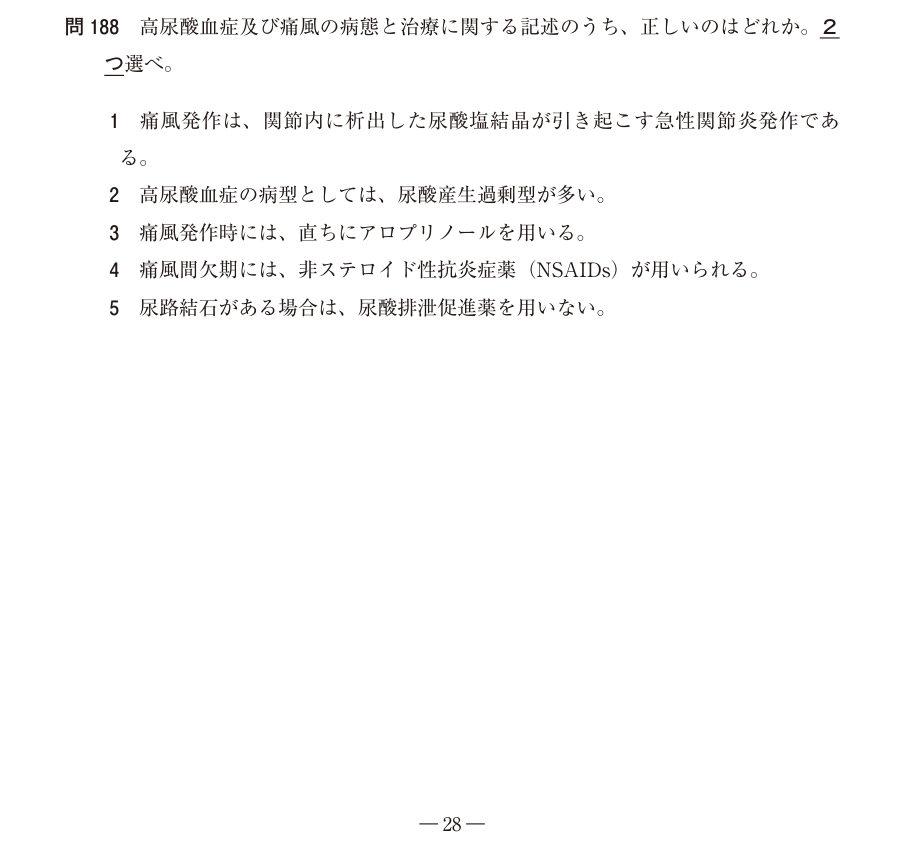 問 188　高尿酸血症及び痛風の病態と治療に関する記述のうち、正しいのはどれか。２
つ選べ。
1　痛風発作は、関節内に析出した尿酸塩結晶が引き起こす急性関節炎発作であ
る。
2　高尿酸血症の病型としては、尿酸産生過剰型が多い。
3　痛風発作時には、直ちにアロプリノールを用いる。
4　痛風間欠期には、非ステロイド性抗炎症薬（NSAIDs）が用いられる。
5　尿路結石がある場合は、尿酸排泄促進薬を用いない。
― 28 ―